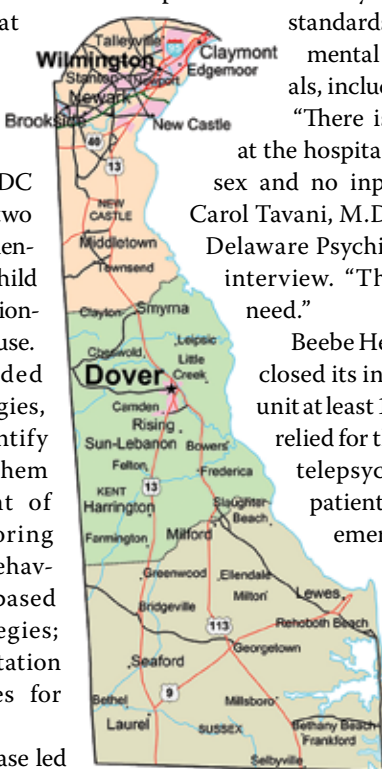 at
DC
two
en-
hild
ion-
use.
ded
gies,
ntify
hem
t of
oring
ehav-
based
egies;
tation
es for
ase led
Talleyville
Wilmington
Claymont
Stanton
Newport
Edgemoor
Newark
Brookside
New Castle
40
13
NEW
CASTLE
Middletown
Townsend
Clayton
Smyrna
Leipsic
Cheswold
Little
Creek
Dover
Camden
Rising
Sun-Lebanon
Bowers
Felton
Frederica
13
KENT
Harrington
Slaughter
Beach
Farmington
Milford
Greenwood
Ellendale
Milton
Lewes
Bridgeville
Rehoboth Beach
113
Georgetown
Seaford
9
Bethel
Millsboro
Laurel
SUSSEX
Bethany Beach
Frankford
Selbyville
standards
mental
als, includ
“There is
at the hospita
sex and no inp
Carol Tavani, M.D
Delaware Psychi
interview. “Th
need.”
Beebe He
closed its in
unit at least 1
relied for t
telepsyc
patient
emer